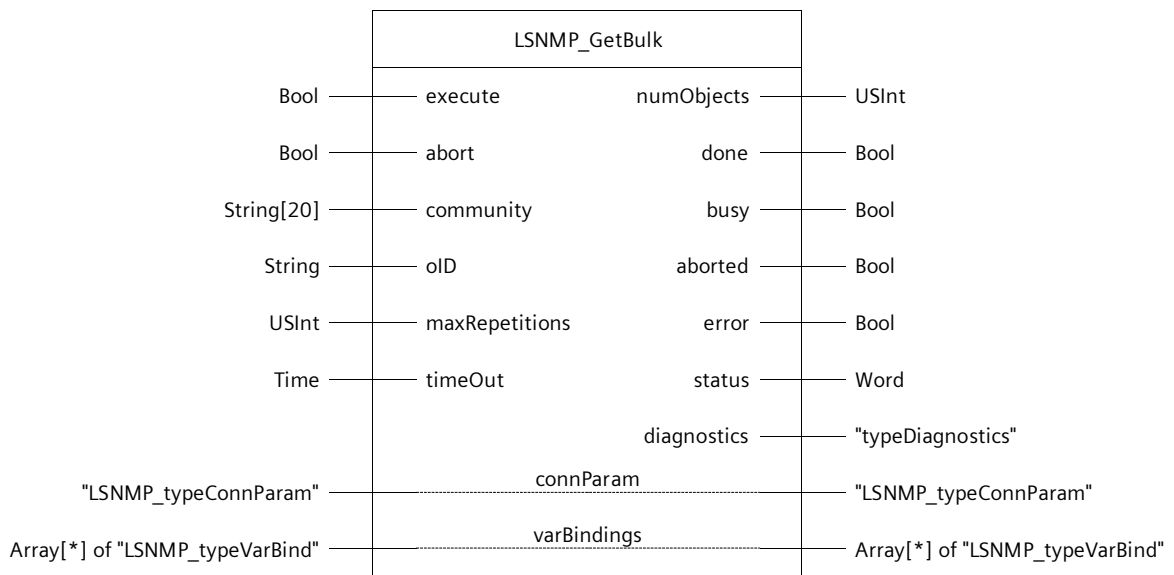 LSNMP_GetBulk
Bool execute numObjects USInt
Bool abort done Bool
String[20] community busy Bool
String oID aborted Bool
USInt maxRepetitions error Bool
Time timeOut status Word
diagnostics "typeDiagnostics"
"LSNMP_typeConnParam" connParam "LSNMP_typeConnParam"
Array[*] of "LSNMP_typeVarBind" varBindings Array[*] of "LSNMP_typeVarBind"